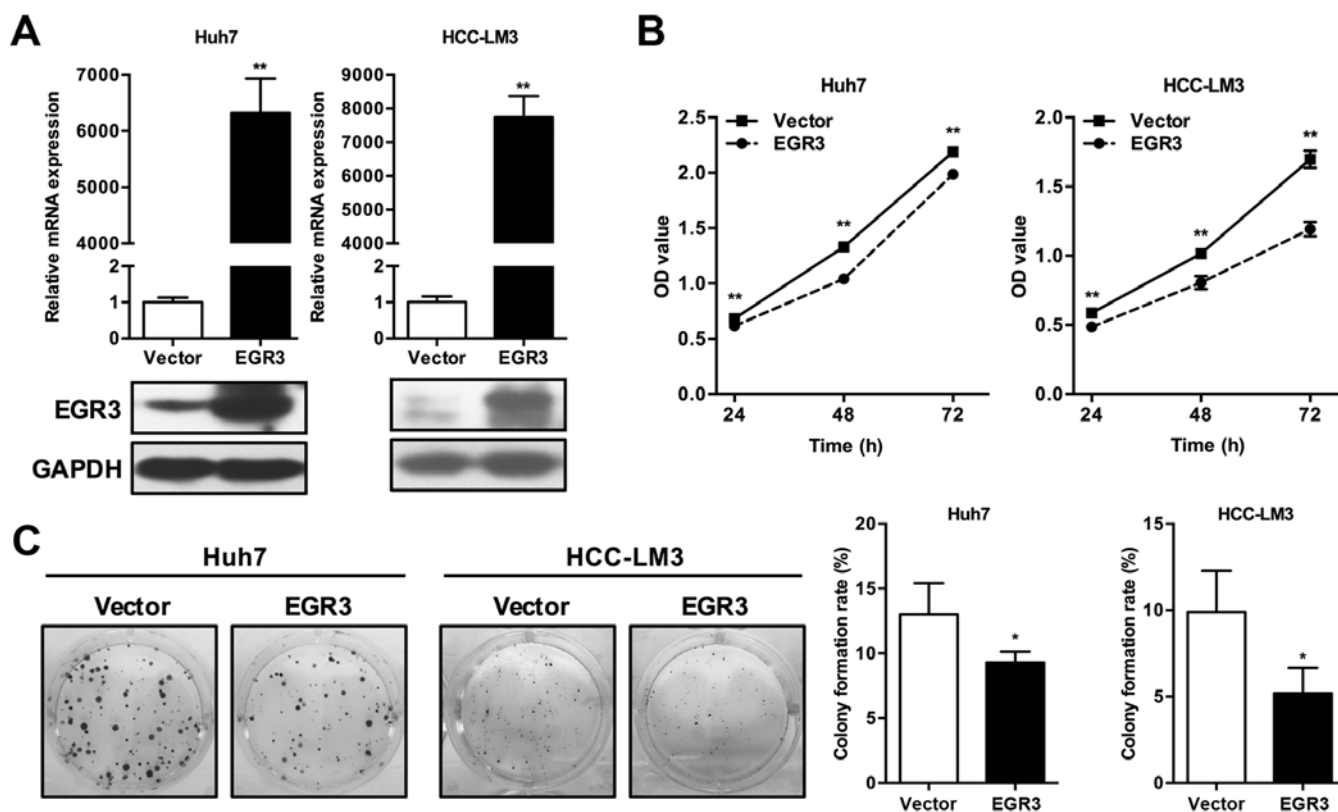 A
Huh7
HCC-LM3
Relative mRNA expression
7000
6000
5000
4000
2
1
0
**
Vector
EGR3
Relative mRNA expression
9000
8000
7000
6000
5000
4000
2
1
0
**
Vector
EGR3
EGR3
GAPDH
B
Huh7
Vector
EGR3
OD value
2.5
2.0
1.5
1.0
0.5
0.0
**
**
**
24
48
72
Time (h)
HCC-LM3
Vector
EGR3
OD value
2.0
1.5
1.0
0.5
0.0
**
**
**
24
48
72
Time (h)
C
Huh7
HCC-LM3
Vector
EGR3
Vector
EGR3
Huh7
Colony formation rate (%)
20
15
10
5
0
*
Vector
EGR3
HCC-LM3
Colony formation rate (%)
15
10
5
0
*
Vector
EGR3